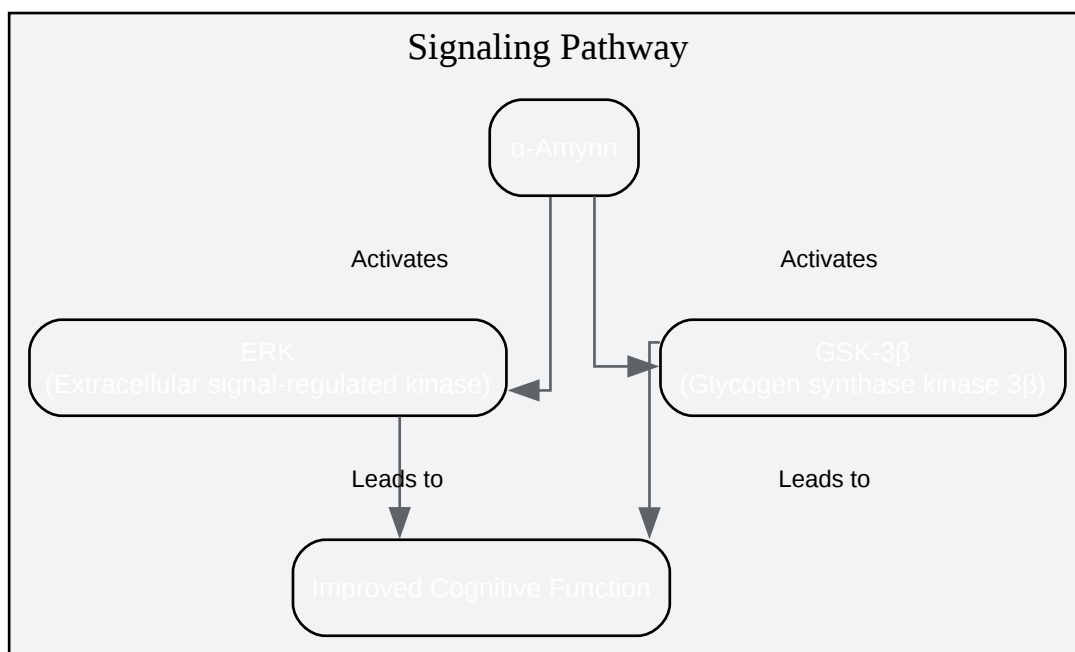 Signaling Pathway
α-Amyrin
Activates
Activates
ERK
(Extracellular signal-regulated kinase)
GSK-3β
(Glycogen synthase kinase 3β)
Leads to
Leads to
Improved Cognitive Function